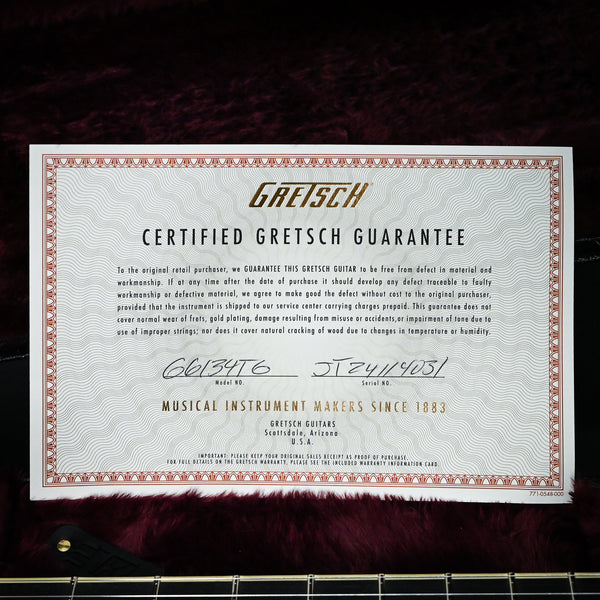 GRETSCH
CERTIFIED GRETSCH GUARANTEE
To the original retail purchaser, we GUARANTEE THIS GRETSCH GUITAR to be free from defect in material and
workmanship. If at any time after the date of purchase it should develop any defect traceable to faulty
workmanship or defective material, we agree to make good the defect without cost to the original purchaser,
provided that the instrument is shipped to our service center carrying charges prepaid. This guarantee does not
cover normal wear of frets, gold plating, damage resulting from misuse or accidents, or impairment of tone due to
use of improper strings; nor does it cover natural cracking of wood due to changes in temperature or humidity.
G6134TG JT24114031
Model NO. Serial NO.
MUSICAL INSTRUMENT MAKERS SINCE 1883
GRETSCH GUITARS
Scottsdale, Arizona
U.S.A.
IMPORTANT: PLEASE KEEP YOUR ORIGINAL SALES RECEIPT AS PROOF OF PURCHASE.
FOR FULL DETAILS ON THE GRETSCH WARRANTY, PLEASE SEE THE INCLUDED WARRANTY INFORMATION CARD.
771-0548-000